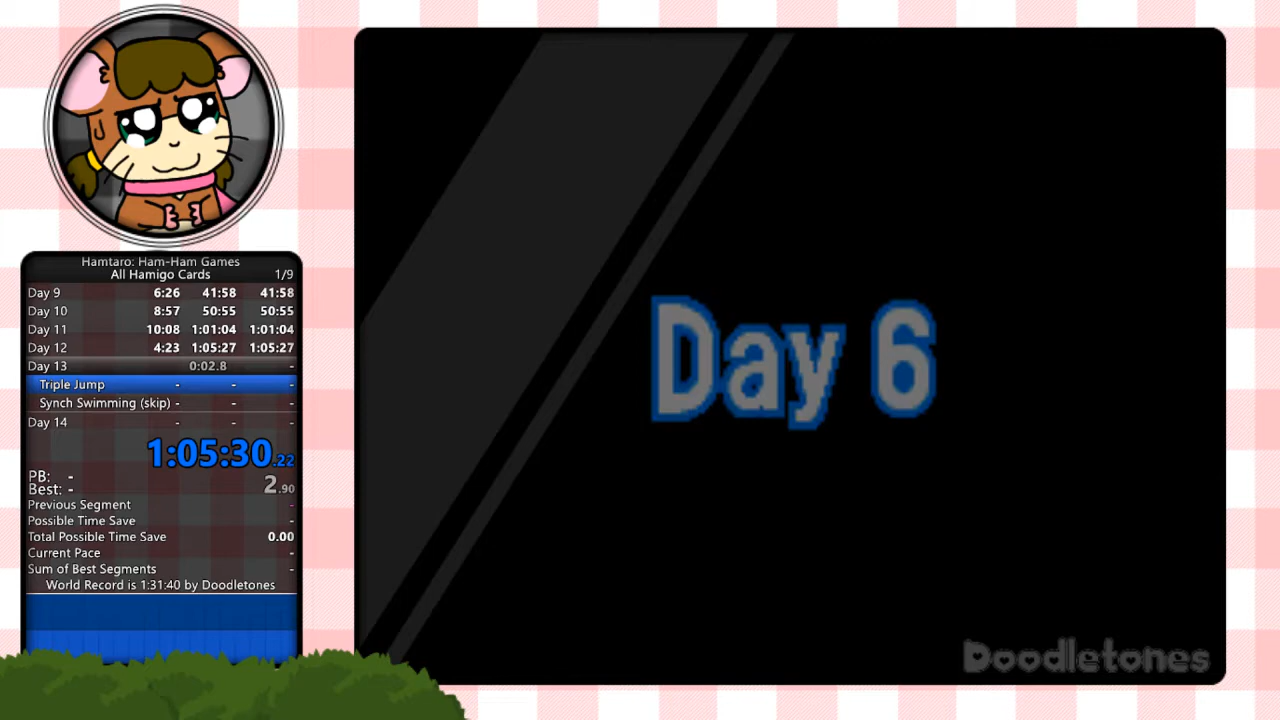 Hamtaro: Ham-Ham Games
All Hamigo Cards 1/9
Day 9 6:26 41:58 41:58
Day 10 8:57 50:55 50:55
Day 11 10:08 1:01:04 1:01:04
Day 12 4:23 1:05:27 1:05:27
Day 13 0:02.8 -
Triple Jump - - -
Synch Swimming (skip) - - -
Day 14 - - -
1:05:30.22
PB: -
Best: - 2.90
Previous Segment -
Possible Time Save -
Total Possible Time Save 0.00
Current Pace -
Sum of Best Segments -
World Record is 1:31:40 by Doodletones
Day 6
Doodletones